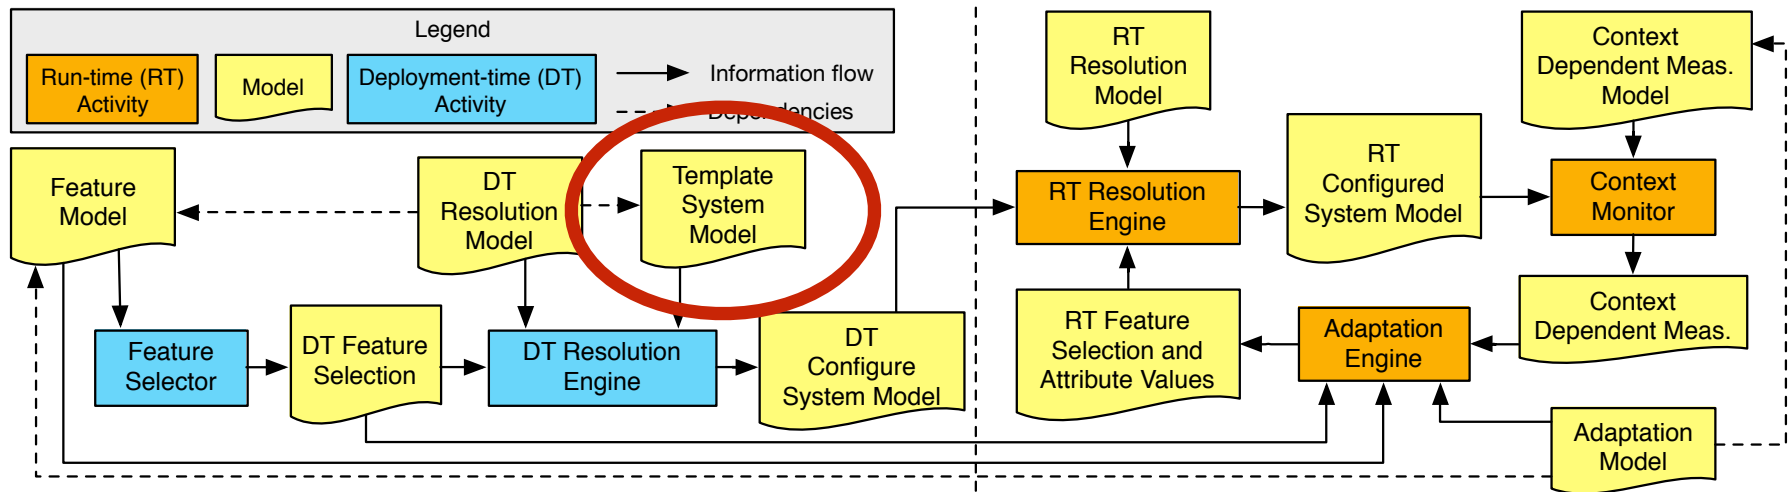 Legend
Run-time (RT)
Activity
Model
Deployment-time (DT)
Activity
Information flow
Dependencies
Feature
Model
DT
Resolution
Model
Template
System
Model
Feature
Selector
DT Feature
Selection
DT Resolution
Engine
DT
Configure
System Model
RT
Resolution
Model
RT Resolution
Engine
RT
Configured
System Model
Context
Dependent Meas.
Model
Context
Monitor
Context
Dependent Meas.
Adaptation
Engine
RT Feature
Selection and
Attribute Values
Adaptation
Model